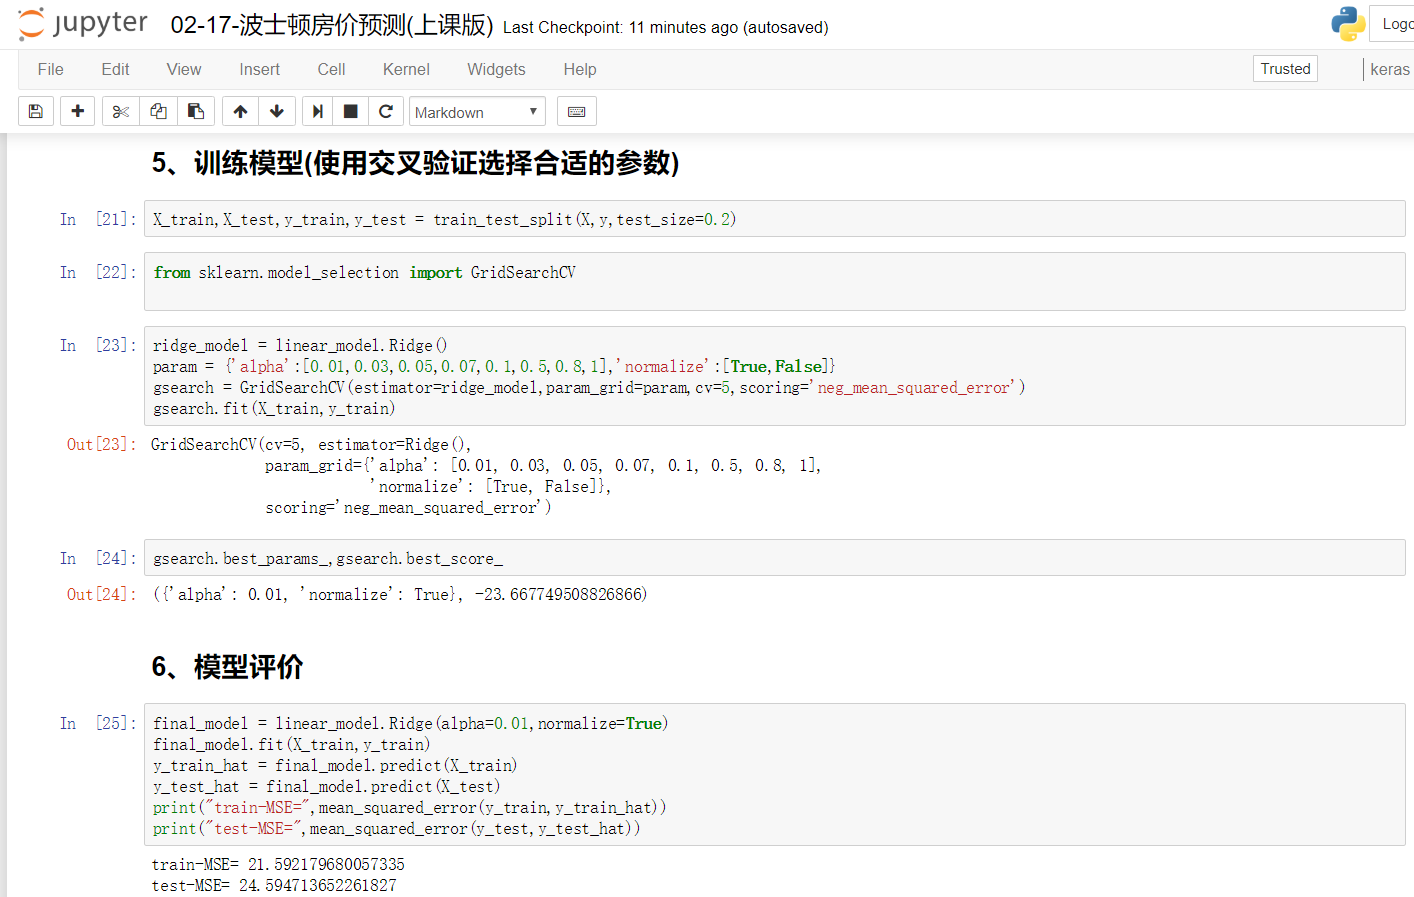 jupyter 02-17-波士顿房价预测(上课版) Last Checkpoint: 11 minutes ago (autosaved)
Logo
File Edit View Insert Cell Kernel Widgets Help Trusted keras
Markdown
5、训练模型(使用交叉验证选择合适的参数)
In [21]: X_train,X_test,y_train,y_test = train_test_split(X,y,test_size=0.2)
In [22]: from sklearn.model_selection import GridSearchCV
In [23]: ridge_model = linear_model.Ridge()
param = {'alpha':[0.01,0.03,0.05,0.07,0.1,0.5,0.8,1],'normalize':[True,False]}
gsearch = GridSearchCV(estimator=ridge_model,param_grid=param,cv=5,scoring='neg_mean_squared_error')
gsearch.fit(X_train,y_train)
Out[23]: GridSearchCV(cv=5, estimator=Ridge(),
param_grid={'alpha': [0.01, 0.03, 0.05, 0.07, 0.1, 0.5, 0.8, 1],
'normalize': [True, False]},
scoring='neg_mean_squared_error')
In [24]: gsearch.best_params_,gsearch.best_score_
Out[24]: ({'alpha': 0.01, 'normalize': True}, -23.667749508826866)
6、模型评价
In [25]: final_model = linear_model.Ridge(alpha=0.01,normalize=True)
final_model.fit(X_train,y_train)
y_train_hat = final_model.predict(X_train)
y_test_hat = final_model.predict(X_test)
print("train-MSE=",mean_squared_error(y_train,y_train_hat))
print("test-MSE=",mean_squared_error(y_test,y_test_hat))
train-MSE= 21.592179680057335
test-MSE= 24.594713652261827